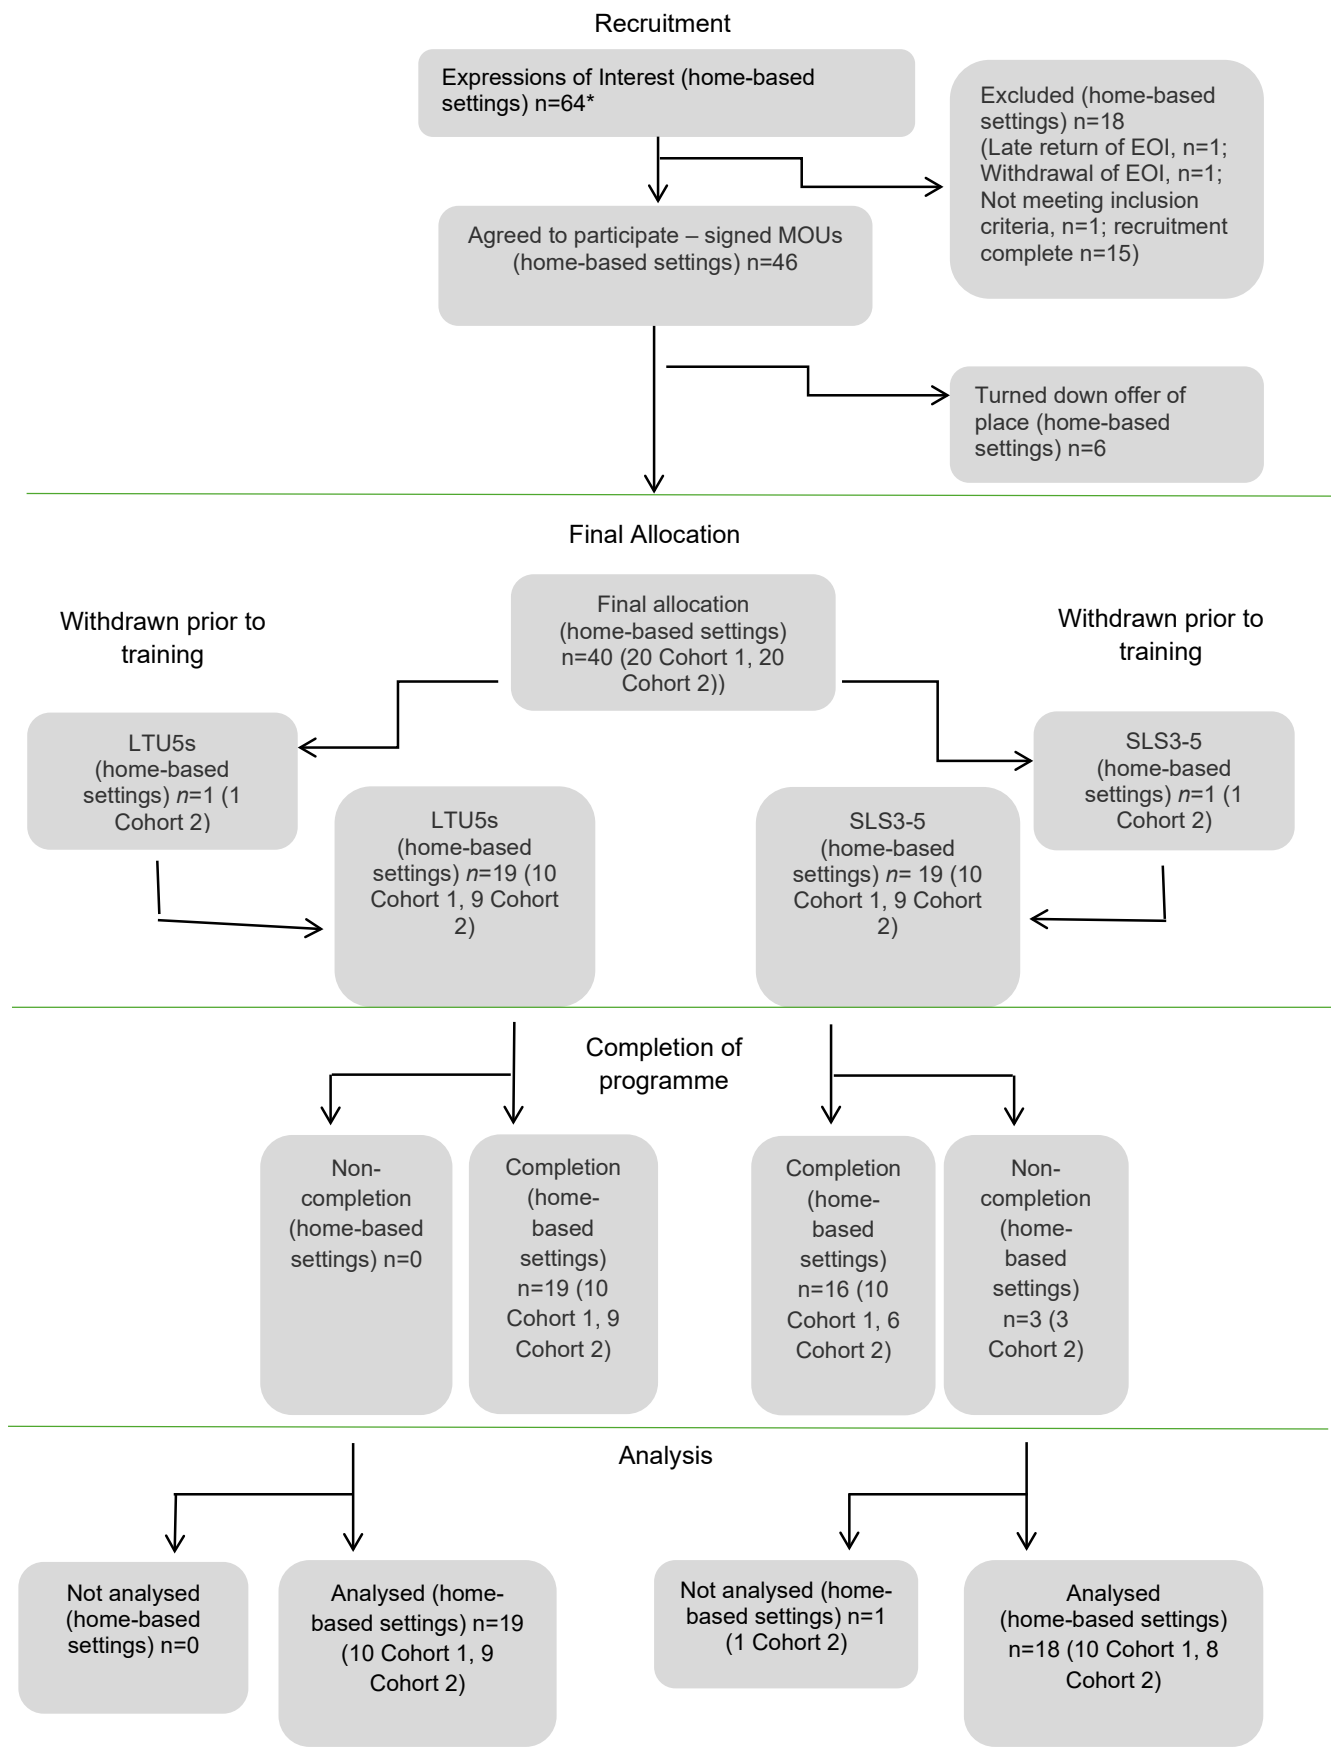 Recruitment
Expressions of Interest (home-based
settings) n=64*
Excluded (home-based
settings) n=18
(Late return of EOI, n=1;
Withdrawal of EOI, n=1;
Not meeting inclusion
criteria, n=1; recruitment
complete n=15)
Agreed to participate – signed MOUs
(home-based settings) n=46
Turned down offer of
place (home-based
settings) n=6
Final Allocation
Withdrawn prior to
training
Final allocation
(home-based settings)
n=40 (20 Cohort 1, 20
Cohort 2))
Withdrawn prior to
training
LTU5s
(home-based
settings) n=1 (1
Cohort 2)
LTU5s
(home-based
settings) n=19 (10
Cohort 1, 9 Cohort
2)
SLS3-5
(home-based
settings) n= 19 (10
Cohort 1, 9 Cohort
2)
SLS3-5
(home-based
settings) n=1 (1
Cohort 2)
Completion of
programme
Non-
completion
(home-based
settings) n=0
Completion
(home-
based
settings)
n=19 (10
Cohort 1, 9
Cohort 2)
Completion
(home-
based
settings)
n=16 (10
Cohort 1, 6
Cohort 2)
Non-
completion
(home-
based
settings)
n=3 (3
Cohort 2)
Analysis
Not analysed
(home-based
settings) n=0
Analysed (home-
based settings) n=19
(10 Cohort 1, 9
Cohort 2)
Not analysed (home-
based settings) n=1
(1 Cohort 2)
Analysed
(home-based settings)
n=18 (10 Cohort 1, 8
Cohort 2)